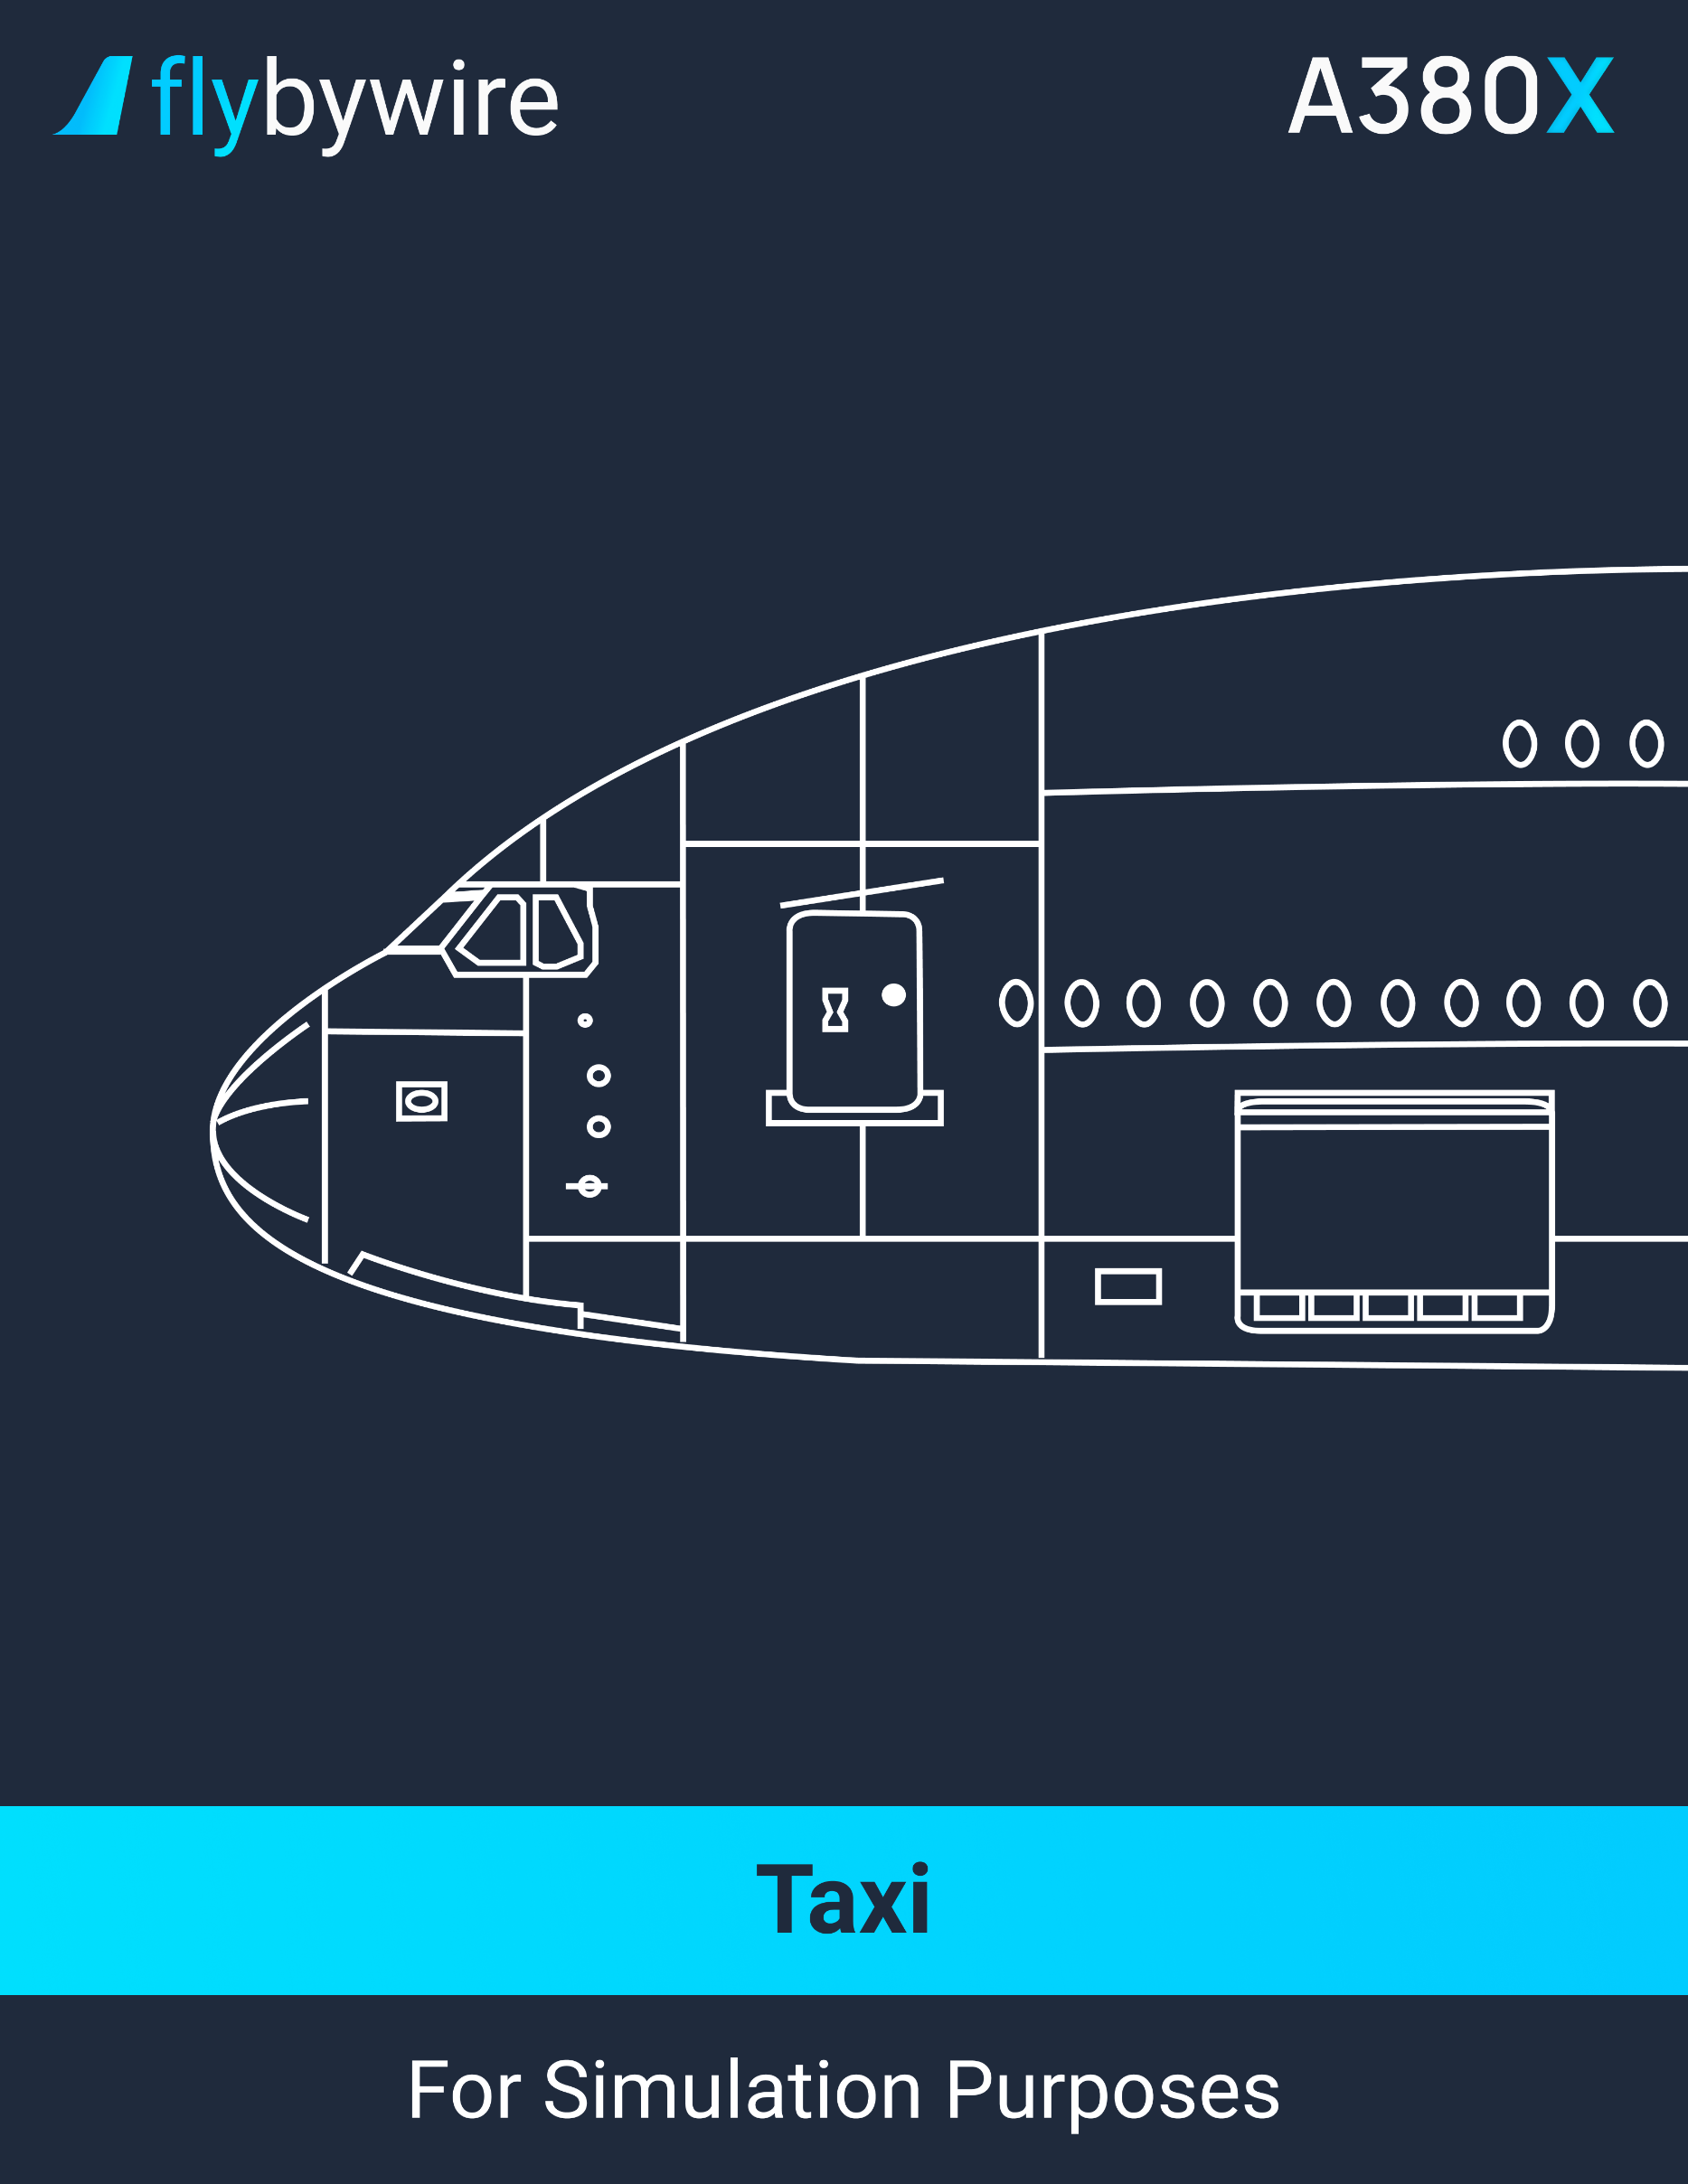 flybywire
A380X
Taxi
For Simulation Purposes